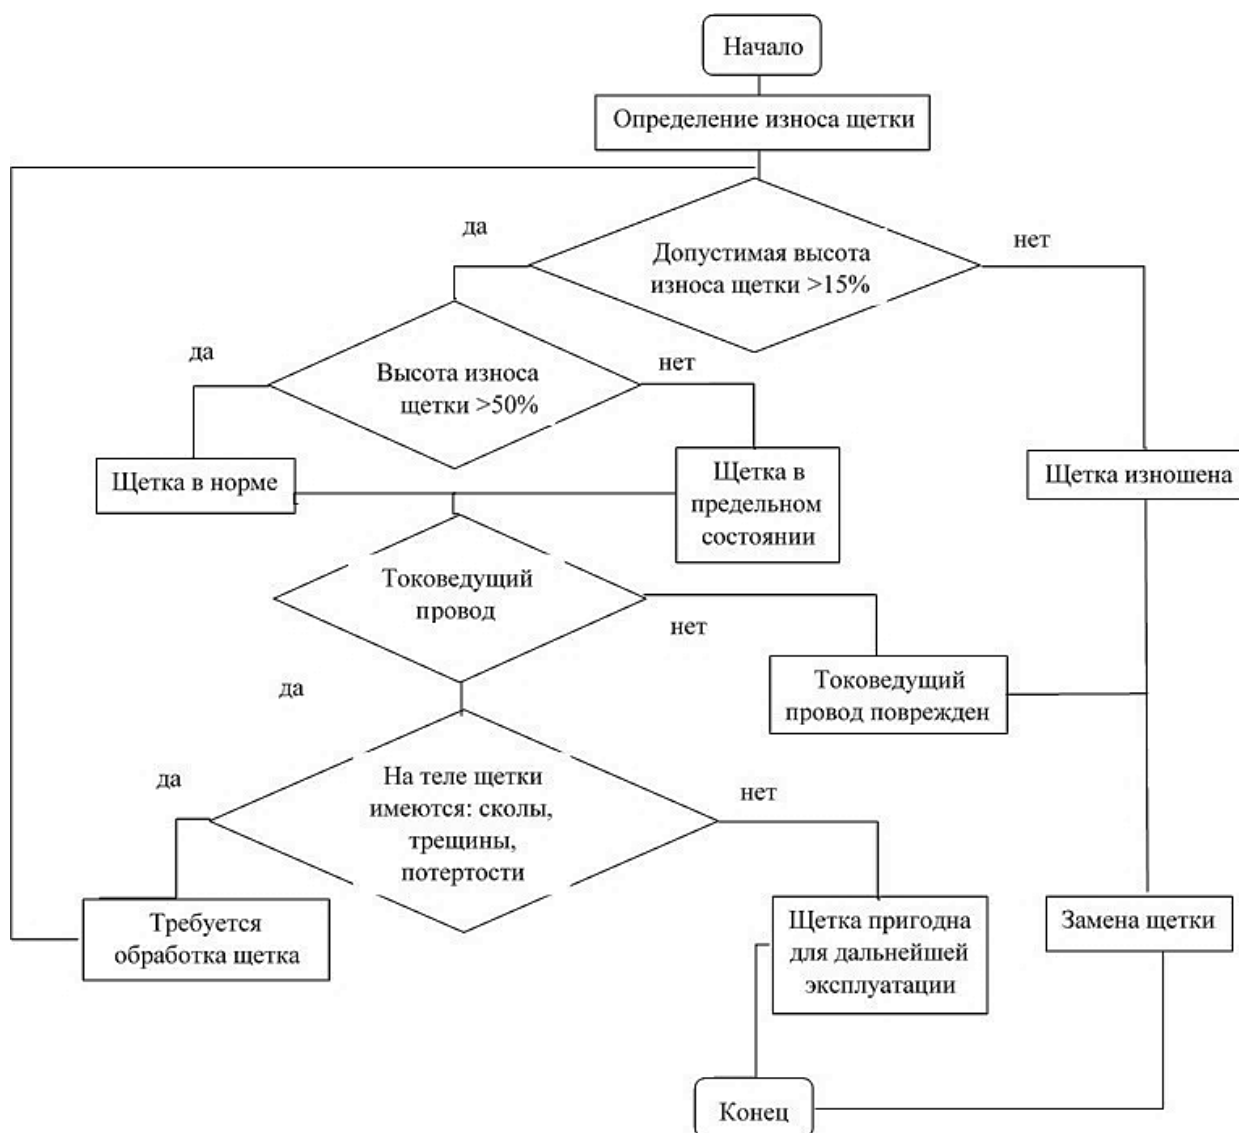 Начало
Определение износа щетки
да
нет
Допустимая высота
износа щетки >15%
да
нет
Высота износа
щетки >50%
Щетка в норме
Щетка в
предельном
состоянии
Щетка изношена
Токоведущий
провод
нет
да
Токоведущий
провод поврежден
да
нет
На теле щетки
имеются: сколы,
трещины,
потертости
Требуется
обработка щетка
Щетка пригодна
для дальнейшей
эксплуатации
Замена щетки
Конец